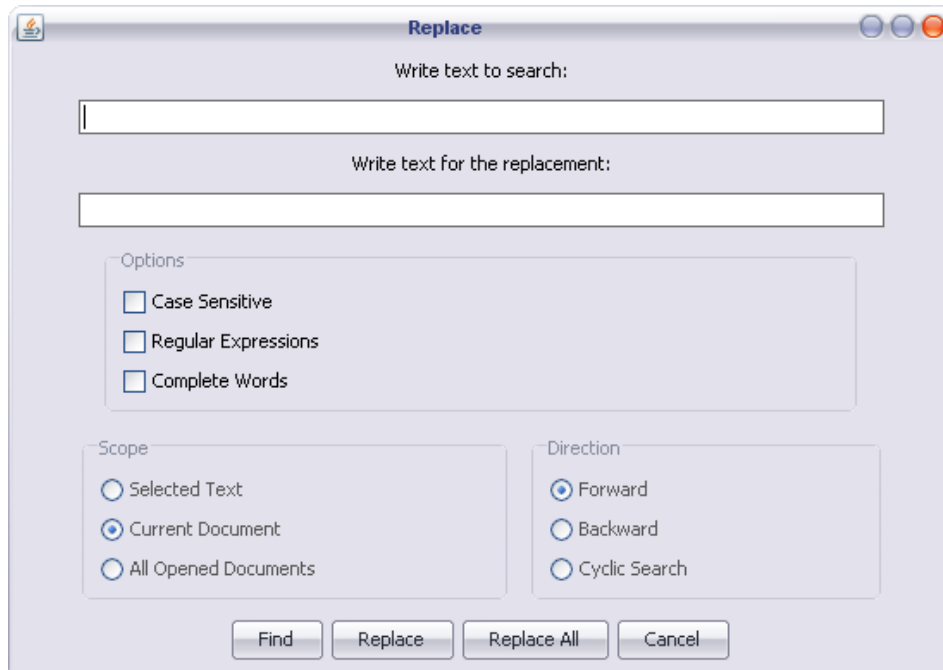 Replace
Write text to search:
Write text for the replacement:
Options
Case Sensitive
Regular Expressions
Complete Words
Scope
Selected Text
Current Document
All Opened Documents
Direction
Forward
Backward
Cyclic Search
Find Replace Replace All Cancel